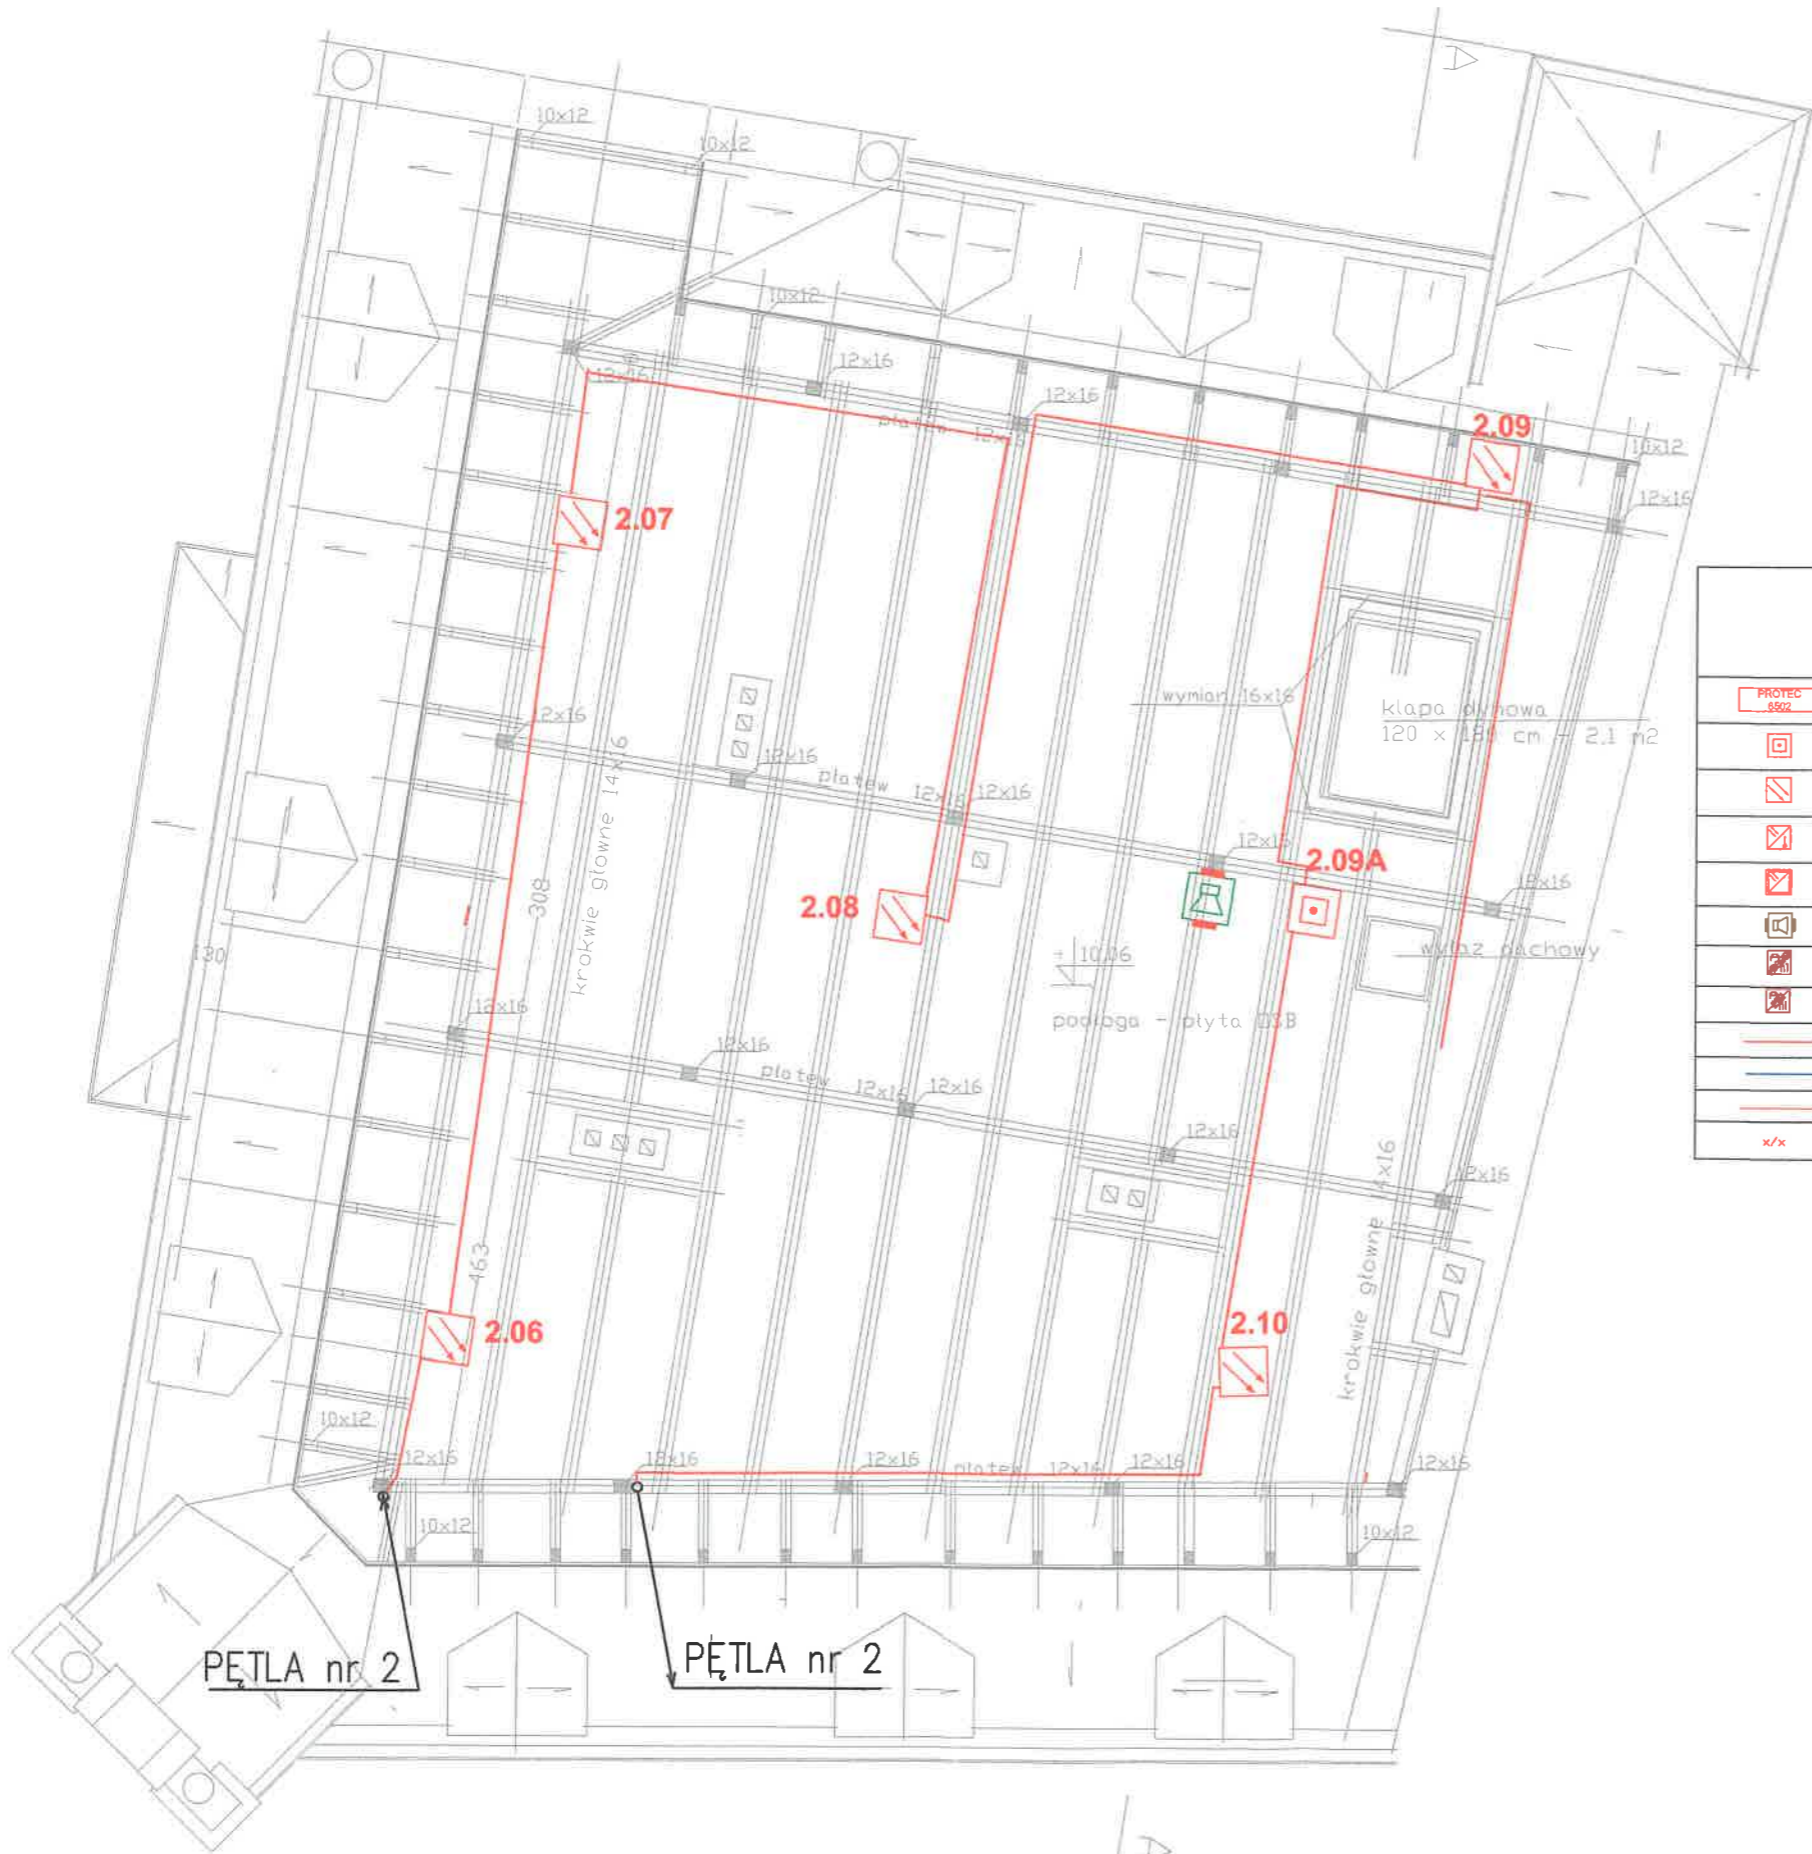 10x12
10x12
10x12
12x16
12x16
12x16
płatew 12x16
2.09
10x12
12x16
2.07
PROTEC
6502
wymian 16x16
klapa dymowa
120 x 189 cm - 2.1 m2
12x16
12x16
płatew
12x16
12x16
krokwie głowne 14x16
308
12x16
2.09A
12x16
2.08
wyłaz dachowy
130
+ 10,06
podłoga - płyta OSB
12x16
12x16
płatew
12x16
12x16
12x16
12x16
krokwie głowne 14x16
x/x
463
2.06
2.10
10x12
12x16
12x16
12x16
płatew
12x16
12x16
12x16
10x12
10x12
PĘTLA nr 2
PĘTLA nr 2
A
A